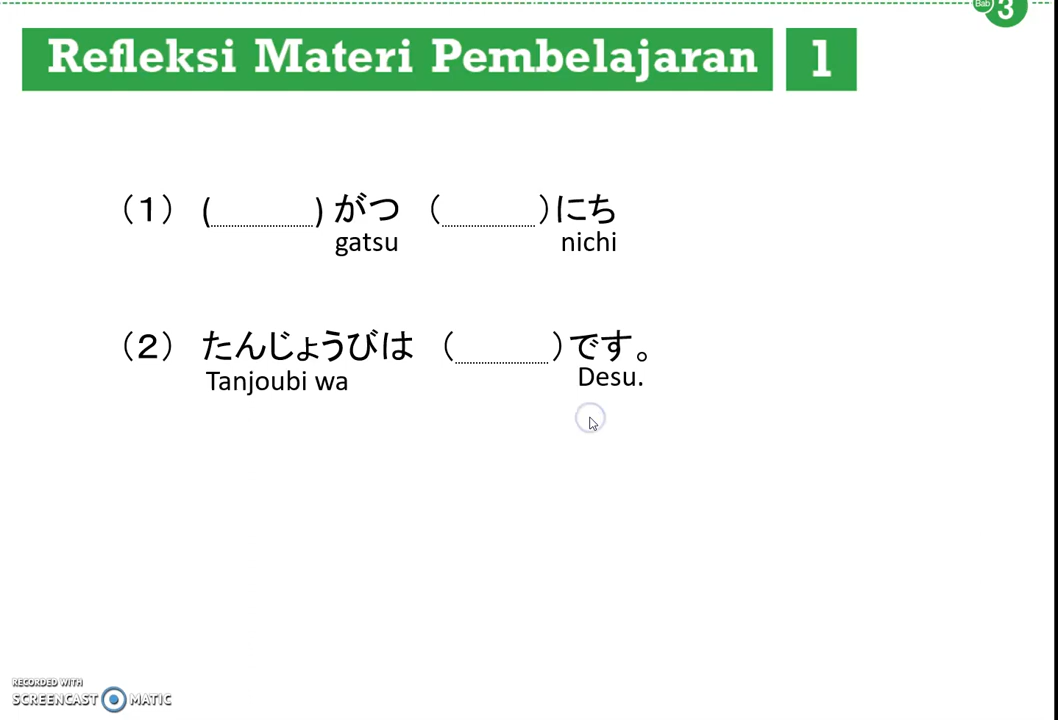 Bab 3
Refleksi Materi Pembelajaran 1
（１） (..........) がつ （..........）にち
gatsu nichi
（２） たんじょうびは （..........）です。
Tanjoubi wa Desu.
RECORDED WITH
SCREENCAST MATIC